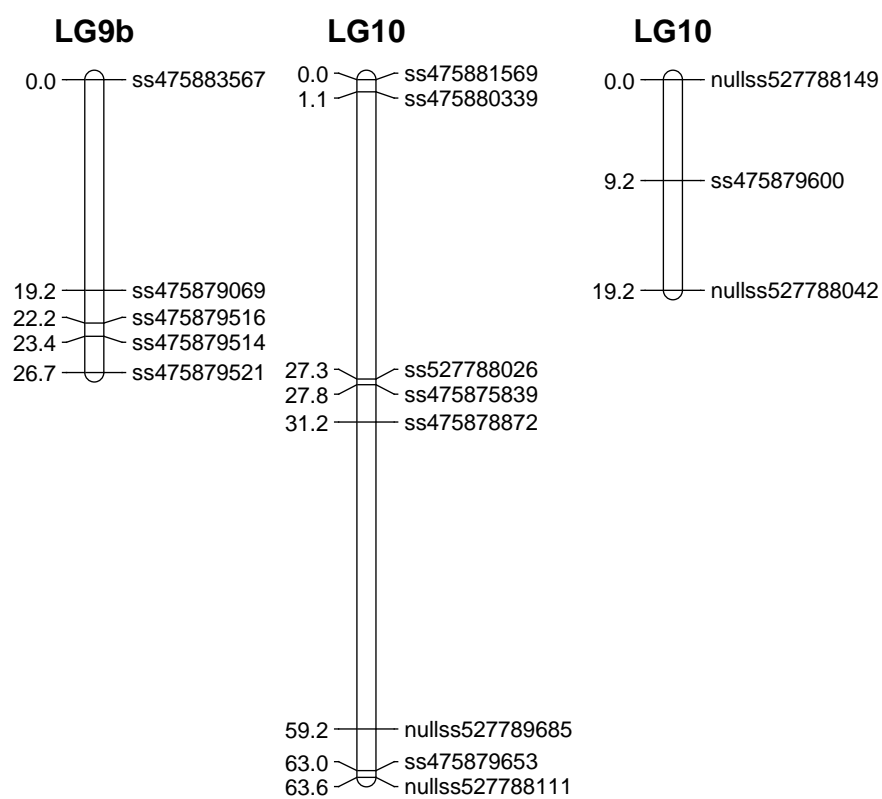 LG9b
0.0 ss475883567
19.2 ss475879069
22.2 ss475879516
23.4 ss475879514
26.7 ss475879521
LG10
0.0 ss475881569
1.1 ss475880339
27.3 ss527788026
27.8 ss475875839
31.2 ss475878872
59.2 nullss527789685
63.0 ss475879653
63.6 nullss527788111
LG10
0.0 nullss527788149
9.2 ss475879600
19.2 nullss527788042